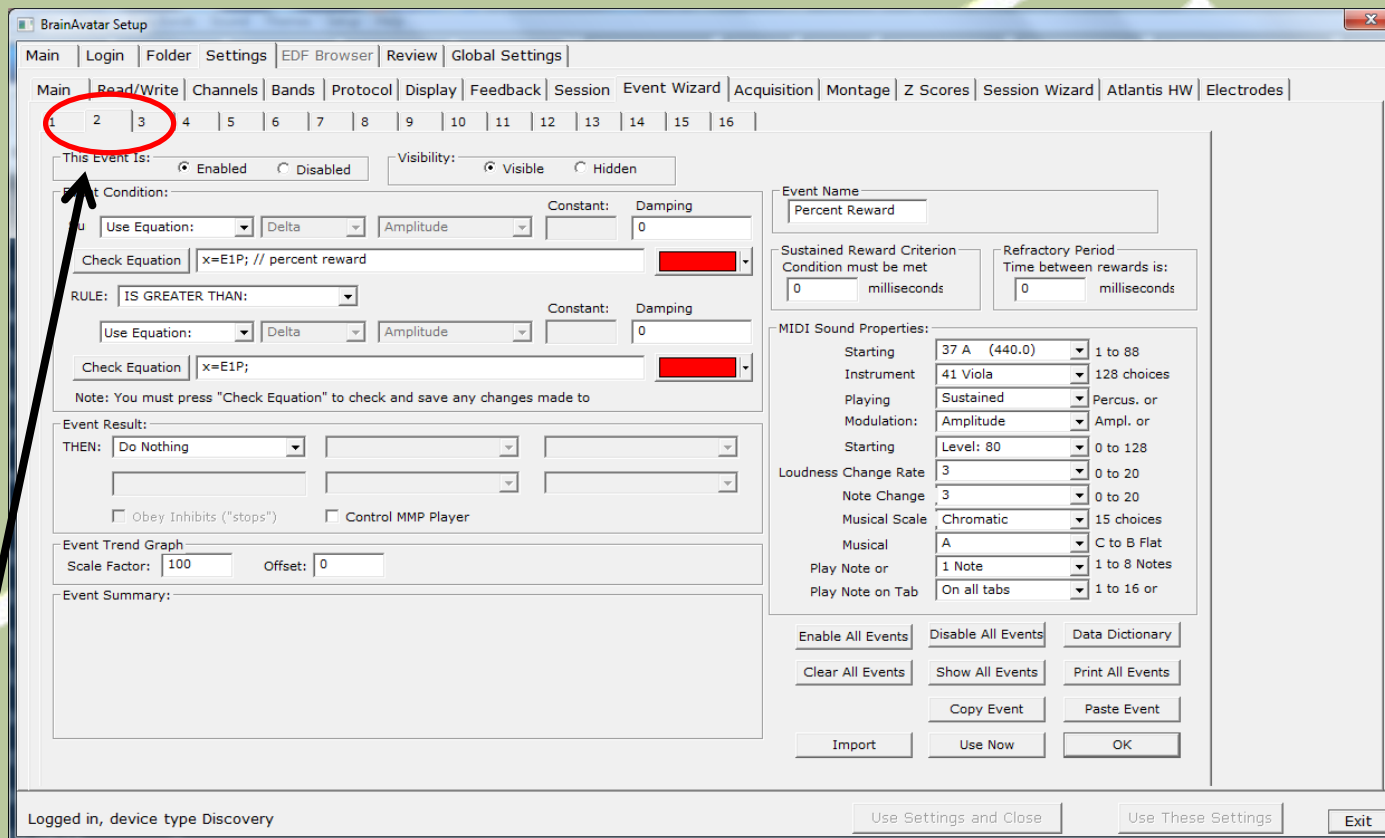 BrainAvatar Setup
Main Login Folder Settings EDF Browser Review Global Settings
Main Read/Write Channels Bands Protocol Display Feedback Session Event Wizard Acquisition Montage Z Scores Session Wizard Atlantis HW Electrodes
1 2 3 4 5 6 7 8 9 10 11 12 13 14 15 16
This Event Is: Enabled Disabled
Visibility: Visible Hidden
Event Condition:
Constant: Damping
Use Equation: Delta Amplitude 0
Check Equation x=E1P; // percent reward
RULE: IS GREATER THAN:
Constant: Damping
Use Equation: Delta Amplitude 0
Check Equation x=E1P;
Note: You must press "Check Equation" to check and save any changes made to
Event Result:
THEN: Do Nothing
Obey Inhibits ("stops") Control MMP Player
Event Trend Graph
Scale Factor: 100 Offset: 0
Event Summary:
Event Name
Percent Reward
Sustained Reward Criterion
Condition must be met
0 milliseconds
Refractory Period
Time between rewards is:
0 milliseconds
MIDI Sound Properties:
Starting 37 A (440.0) 1 to 88
Instrument 41 Viola 128 choices
Playing Sustained Percus. or
Modulation: Amplitude Ampl. or
Starting Level: 80 0 to 128
Loudness Change Rate 3 0 to 20
Note Change 3 0 to 20
Musical Scale Chromatic 15 choices
Musical A C to B Flat
Play Note or 1 Note 1 to 8 Notes
Play Note on Tab On all tabs 1 to 16 or
Enable All Events Disable All Events Data Dictionary
Clear All Events Show All Events Print All Events
Copy Event Paste Event
Import Use Now OK
Logged in, device type Discovery
Use Settings and Close Use These Settings Exit